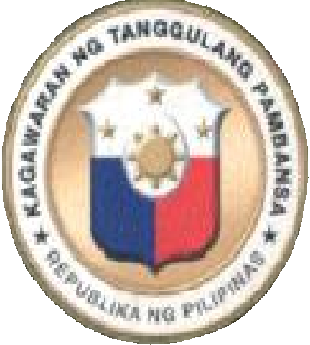 KAGAWARAN NG TANGGULANG PAMBANSA
REPUBLIKA NG PILIPINAS